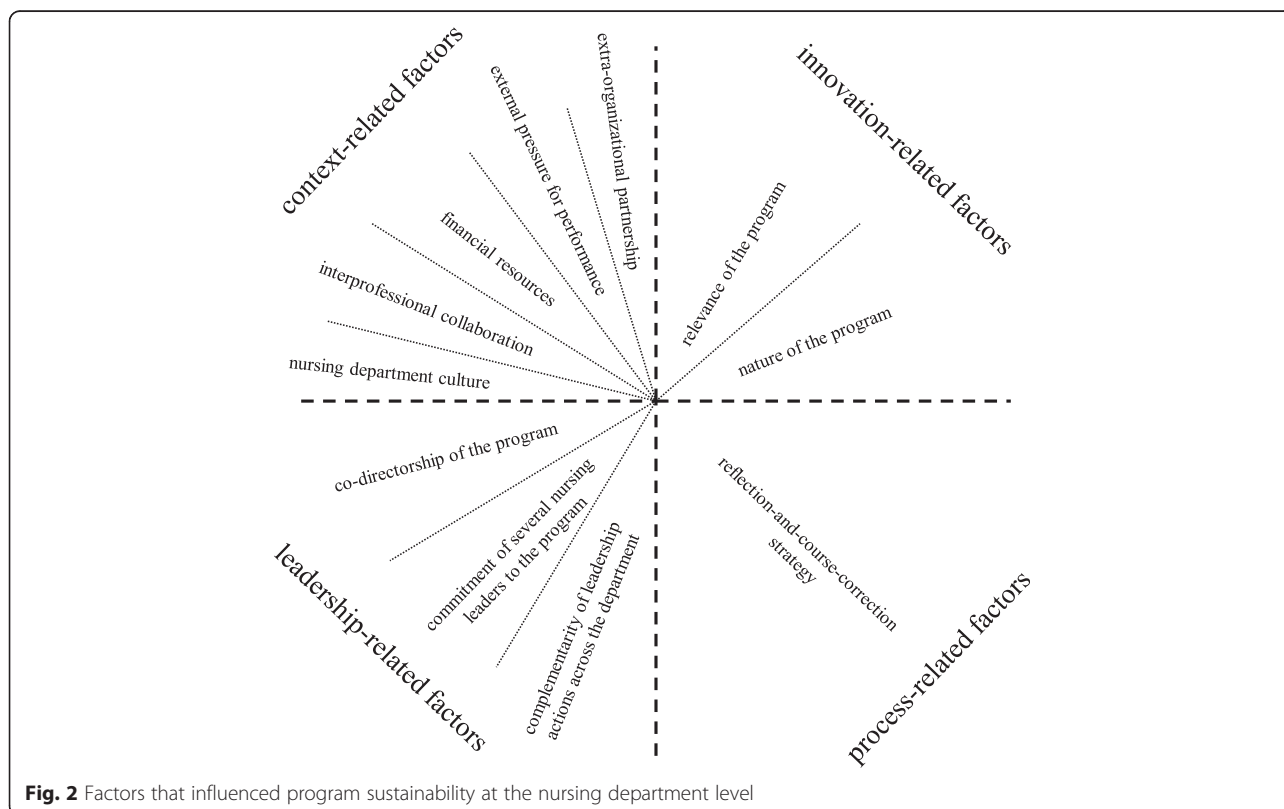 context-related factors
extra-organizational partnership
external pressure for performance
financial resources
interprofessional collaboration
nursing department culture
innovation-related factors
relevance of the program
nature of the program
co-directorship of the program
commitment of several nursing
leaders to the program
complementarity of leadership
actions across the department
leadership-related factors
reflection-and-course-correction
strategy
process-related factors
Fig. 2 Factors that influenced program sustainability at the nursing department level